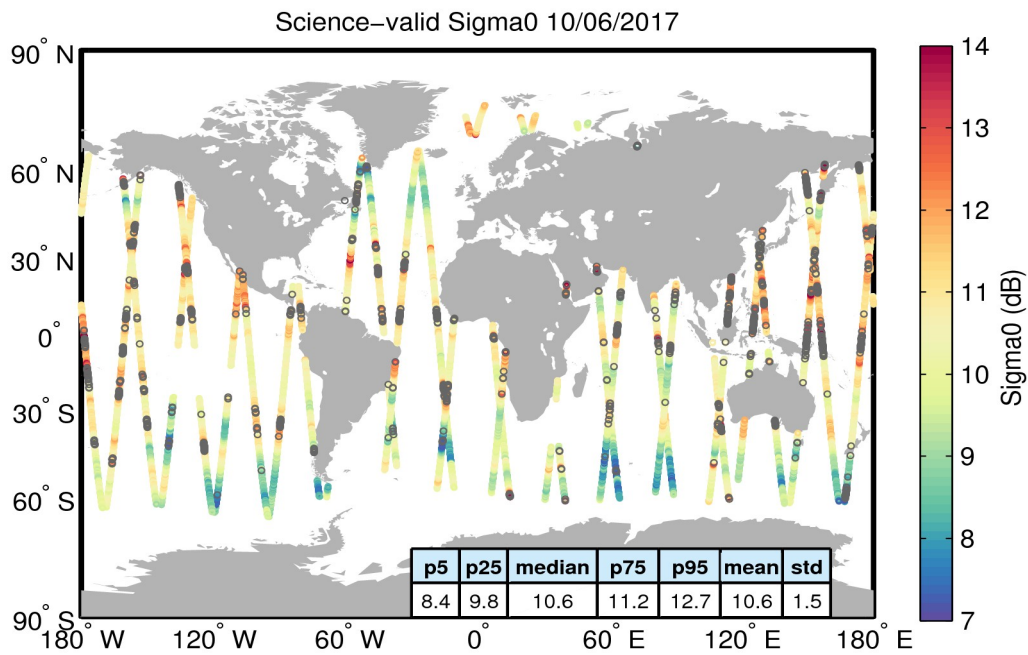 Science−valid Sigma0 10/06/2017
90° N
60° N
30° N
0°
30° S
60° S
90° S
180° W
120° W
60° W
0°
60° E
120° E
180° E
p5 p25 median p75 p95 mean std
8.4 9.8 10.6 11.2 12.7 10.6 1.5
14
13
12
11
10
9
8
7
Sigma0 (dB)